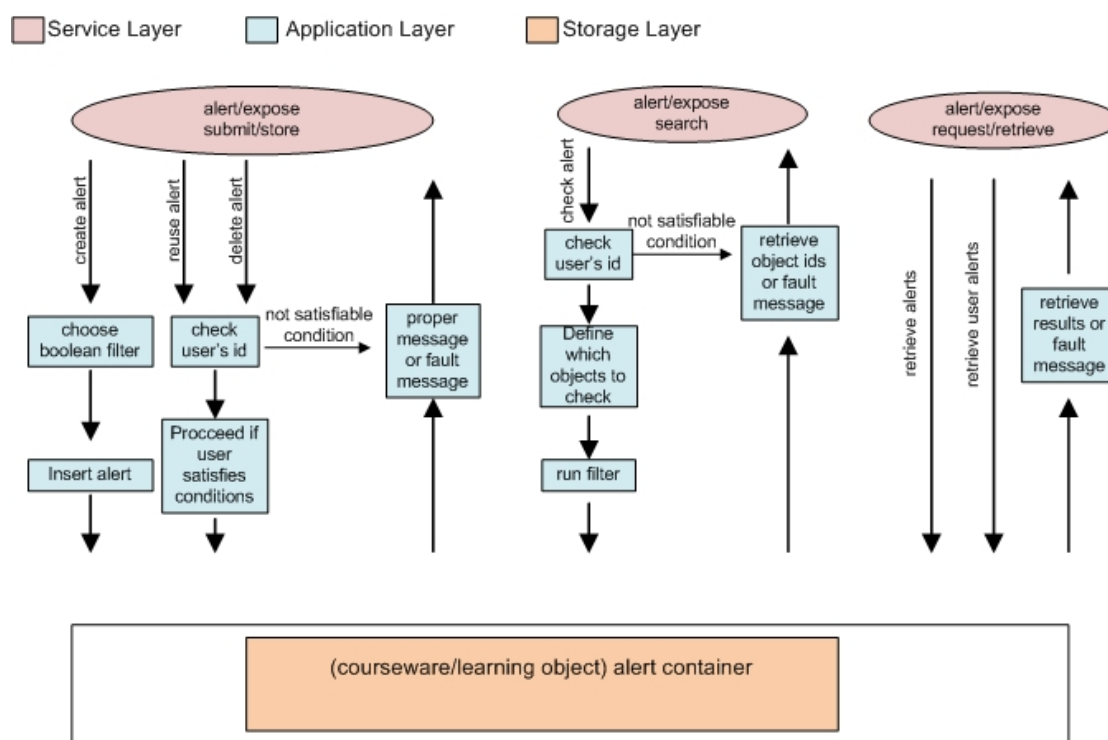 Service Layer
Application Layer
Storage Layer
alert/expose
submit/store
create alert
reuse alert
delete alert
choose
boolean filter
check
user's id
not satisfiable
condition
proper
message
or fault
message
Insert alert
Procceed if
user
satisfies
conditions
alert/expose
search
check alert
check
user's id
not satisfiable
condition
retrieve
object ids
or fault
message
Define
which
objects to
check
run filter
alert/expose
request/retrieve
retrieve alerts
retrieve user alerts
retrieve
results or
fault
message
(courseware/learning object) alert container